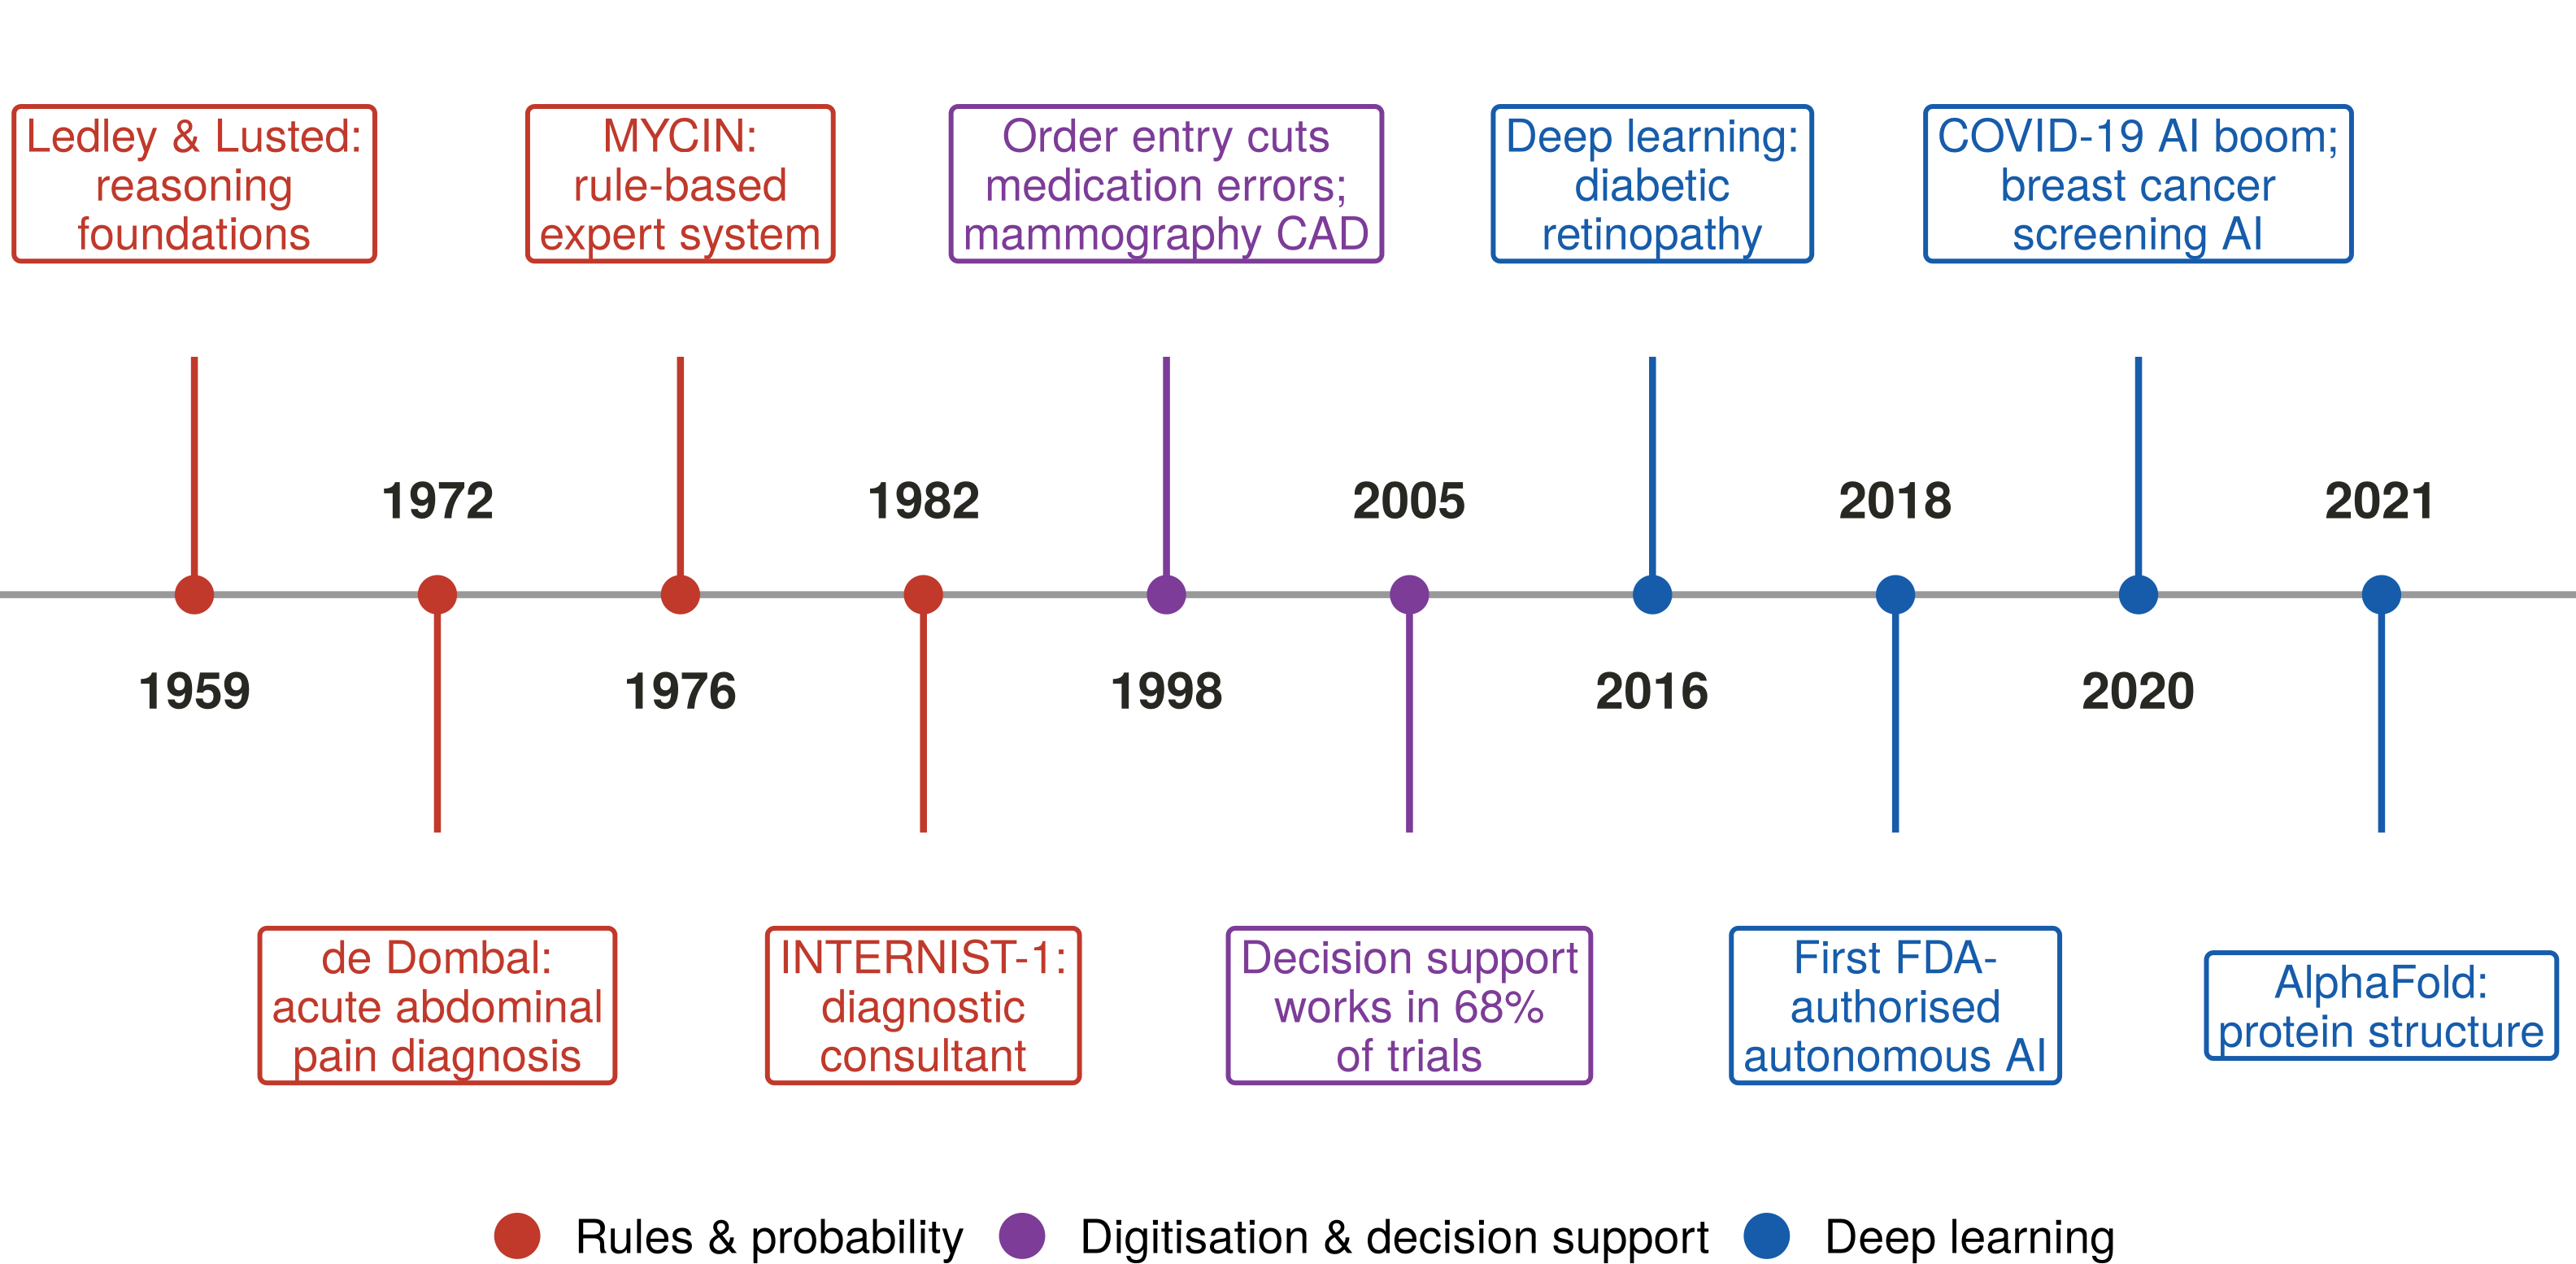 Ledley & Lusted:
reasoning
foundations
MYCIN:
rule-based
expert system
Order entry cuts
medication errors;
mammography CAD
Deep learning:
diabetic
retinopathy
COVID-19 AI boom;
breast cancer
screening AI
1972
1982
2005
2018
2021
1959
1976
1998
2016
2020
de Dombal:
acute abdominal
pain diagnosis
INTERNIST-1:
diagnostic
consultant
Decision support
works in 68%
of trials
First FDA-
authorised
autonomous AI
AlphaFold:
protein structure
Rules & probability
Digitisation & decision support
Deep learning